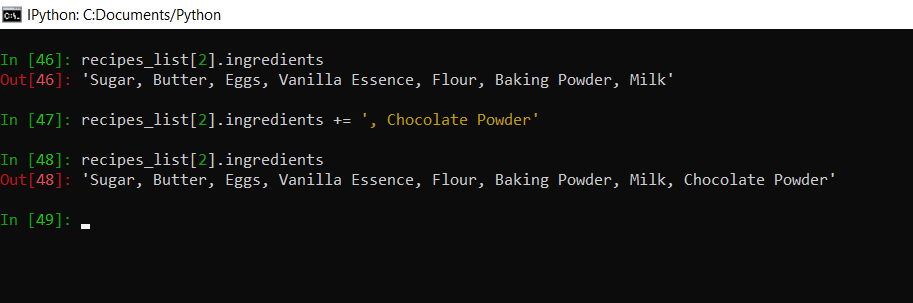 IPython: C:Documents/Python
In [46]: recipes_list[2].ingredients
Out[46]: 'Sugar, Butter, Eggs, Vanilla Essence, Flour, Baking Powder, Milk'
In [47]: recipes_list[2].ingredients += ', Chocolate Powder'
In [48]: recipes_list[2].ingredients
Out[48]: 'Sugar, Butter, Eggs, Vanilla Essence, Flour, Baking Powder, Milk, Chocolate Powder'
In [49]: